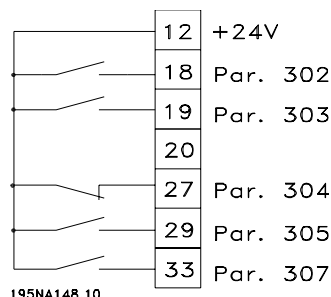 12 +24V
18 Par. 302
19 Par. 303
20
27 Par. 304
29 Par. 305
33 Par. 307
195NA148.10